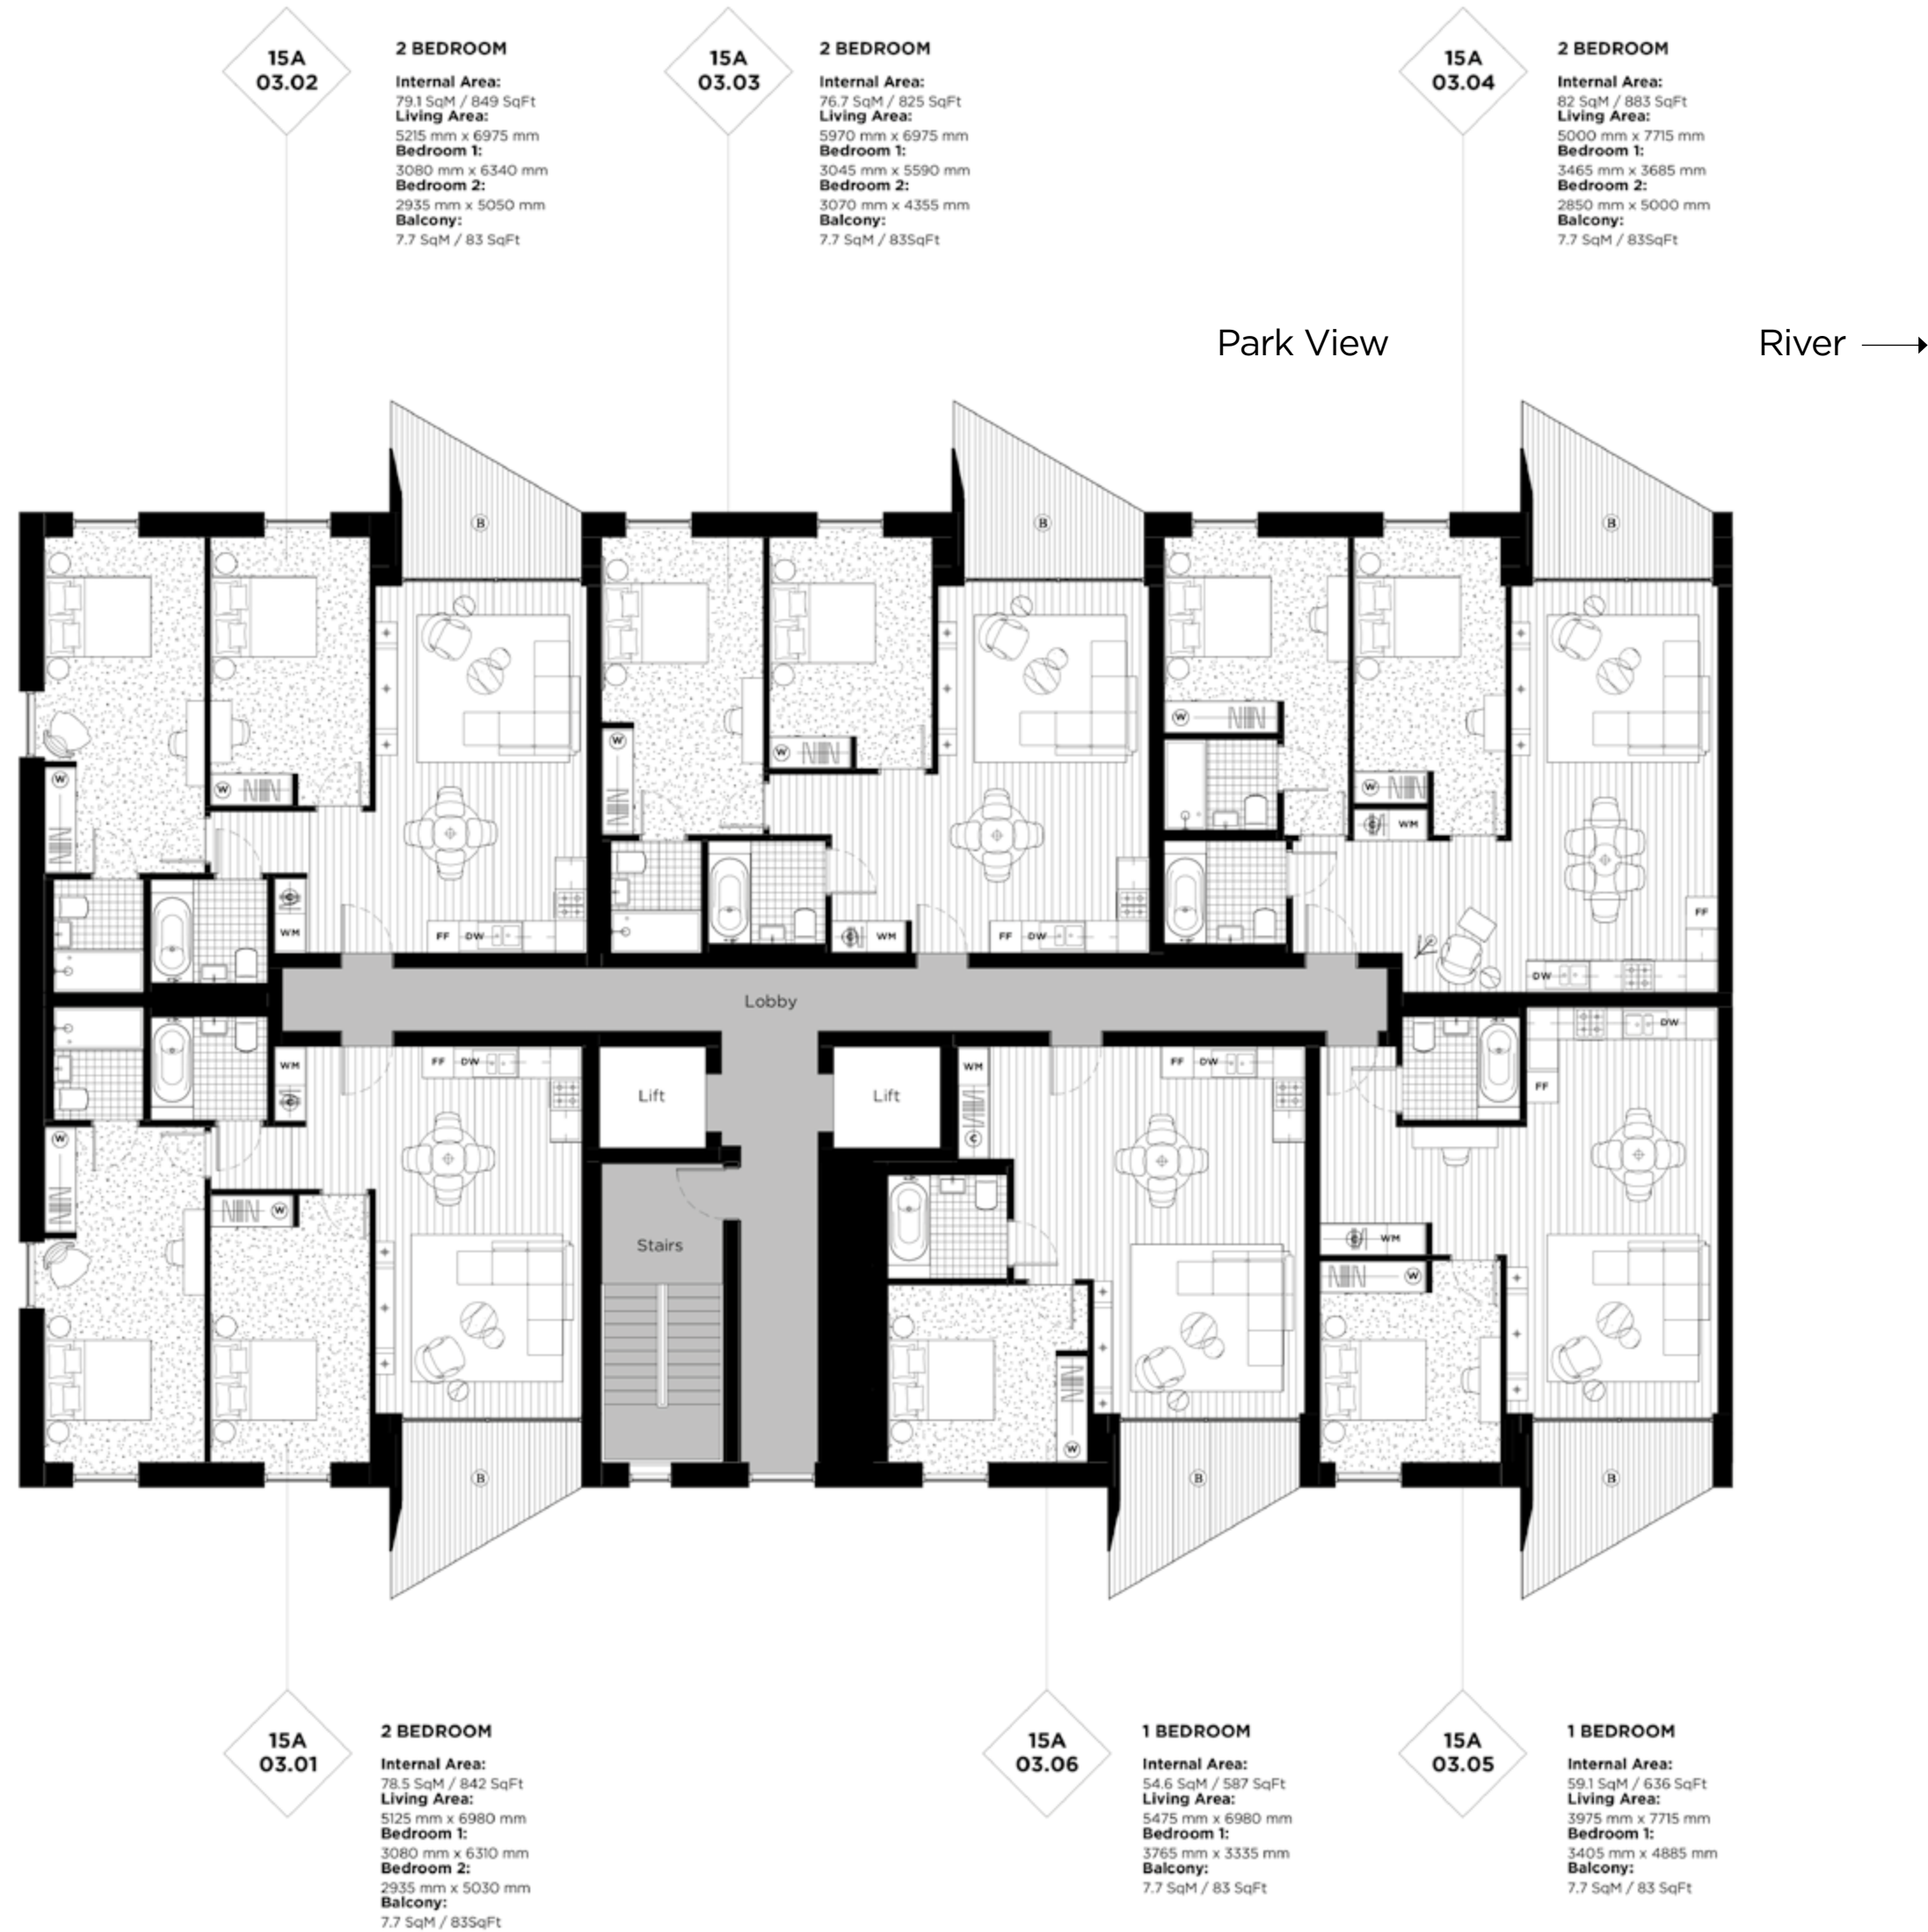 15A
03.02
2 BEDROOM
Internal Area:
79.1 SqM / 849 SqFt
Living Area:
5215 mm x 6975 mm
Bedroom 1:
3080 mm x 6340 mm
Bedroom 2:
2935 mm x 5050 mm
Balcony:
7.7 SqM / 83 SqFt
15A
03.03
2 BEDROOM
Internal Area:
76.7 SqM / 825 SqFt
Living Area:
5970 mm x 6975 mm
Bedroom 1:
3045 mm x 5590 mm
Bedroom 2:
3070 mm x 4355 mm
Balcony:
7.7 SqM / 83SqFt
15A
03.04
2 BEDROOM
Internal Area:
82 SqM / 883 SqFt
Living Area:
5000 mm x 7715 mm
Bedroom 1:
3465 mm x 3685 mm
Bedroom 2:
2850 mm x 5000 mm
Balcony:
7.7 SqM / 83SqFt
Park View
River
B
B
B
W
W
W
W
W
W
C
WM
C
WM
FF DW
C
WM
FF DW
FF
DW
Lobby
WM
C
FF DW
Lift
Lift
WM
C
FF DW
DW
FF
W
W
Stairs
C
WM
W
W
B
B
B
15A
03.01
2 BEDROOM
Internal Area:
78.5 SqM / 842 SqFt
Living Area:
5125 mm x 6980 mm
Bedroom 1:
3080 mm x 6310 mm
Bedroom 2:
2935 mm x 5030 mm
Balcony:
7.7 SqM / 83SqFt
15A
03.06
1 BEDROOM
Internal Area:
54.6 SqM / 587 SqFt
Living Area:
5475 mm x 6980 mm
Bedroom 1:
3765 mm x 3335 mm
Balcony:
7.7 SqM / 83 SqFt
15A
03.05
1 BEDROOM
Internal Area:
59.1 SqM / 636 SqFt
Living Area:
3975 mm x 7715 mm
Bedroom 1:
3405 mm x 4885 mm
Balcony:
7.7 SqM / 83 SqFt